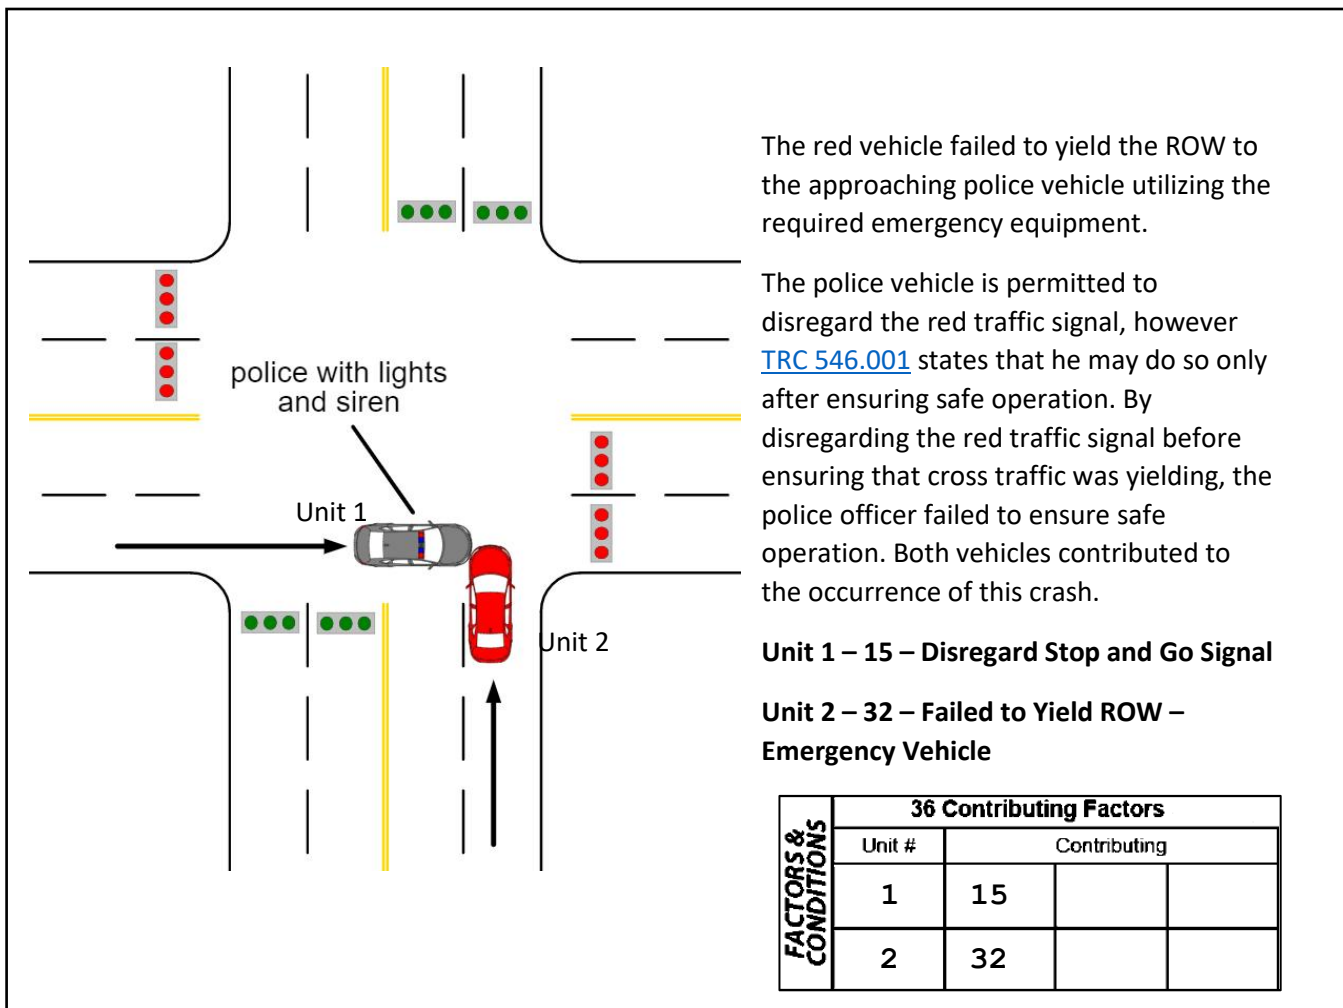 police with lights
and siren
Unit 1
Unit 2
The red vehicle failed to yield the ROW to
the approaching police vehicle utilizing the
required emergency equipment.
The police vehicle is permitted to
disregard the red traffic signal, however
TRC 546.001 states that he may do so only
after ensuring safe operation. By
disregarding the red traffic signal before
ensuring that cross traffic was yielding, the
police officer failed to ensure safe
operation. Both vehicles contributed to
the occurrence of this crash.
Unit 1 – 15 – Disregard Stop and Go Signal
Unit 2 – 32 – Failed to Yield ROW –
Emergency Vehicle
FACTORS &
CONDITIONS
36 Contributing Factors
Unit # Contributing
1 15
2 32